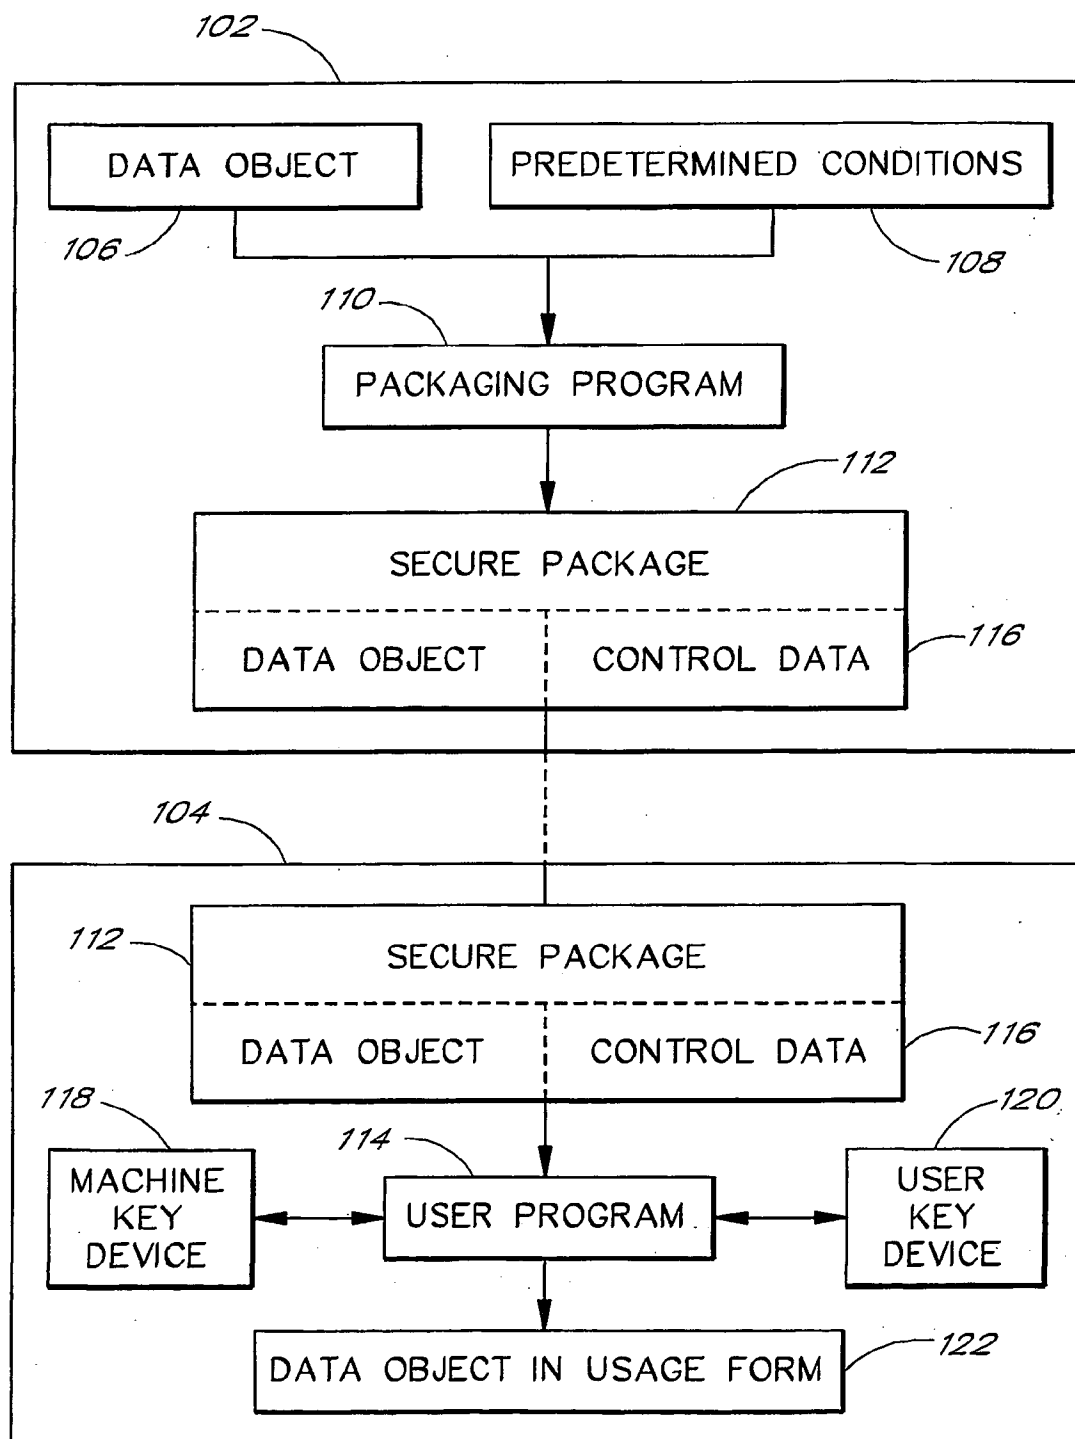 102
DATA OBJECT
PREDETERMINED CONDITIONS
106
108
110
PACKAGING PROGRAM
112
SECURE PACKAGE
DATA OBJECT
CONTROL DATA
116
104
112
SECURE PACKAGE
DATA OBJECT
CONTROL DATA
116
118
114
120
MACHINE
KEY
DEVICE
USER PROGRAM
USER
KEY
DEVICE
DATA OBJECT IN USAGE FORM
122